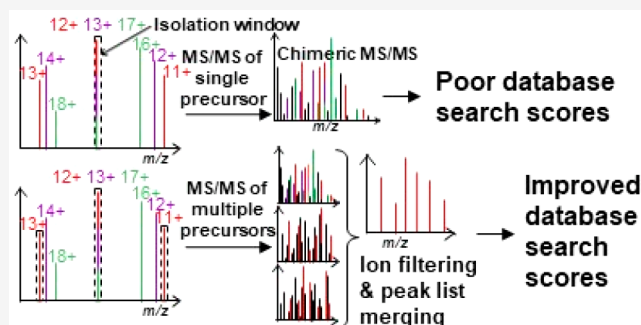 Isolation window
12+ 13+ 17+
16+
14+ 12+
13+ 11+
18+
m/z
MS/MS of
single
precursor
Chimeric MS/MS
m/z
Poor database
search scores
12+ 13+ 17+
16+
14+ 12+
13+ 11+
18+
m/z
MS/MS of
multiple
precursors
m/z
Ion filtering
& peak list
merging
Improved
database
search
scores